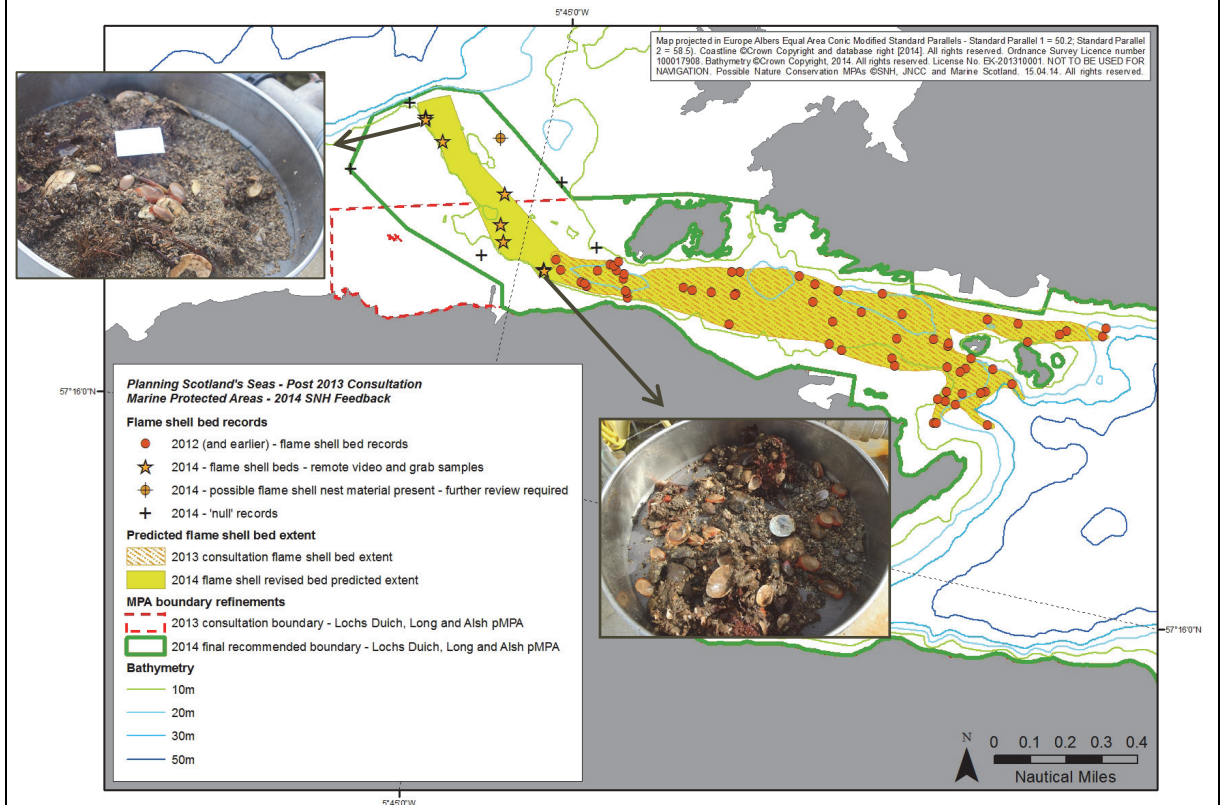 5°45'0"W
Map projected in Europe Albers Equal Area Conic Modified Standard Parallels - Standard Parallel
1 = 50.2; Standard Parallel
2 = 58.5). Coastline ©Crown Copyright and database right [2014]. All rights reserved. Ordnance Survey Licence number
100017908. Bathymetry ©Crown Copyright, 2014. All rights reserved. License No. EK-201310001. NOT TO BE USED FOR
NAVIGATION. Possible Nature Conservation MPAs ©SNH, JNCC and Marine Scotland. 15.04.14. All rights reserved.
57°16'0"N
Planning Scotland's Seas - Post 2013 Consultation
Marine Protected Areas - 2014 SNH Feedback
Flame shell bed records
2012 (and earlier) - flame shell bed records
2014 - flame shell beds - remote video and grab samples
2014 - possible flame shell nest material present - further review required
2014 - 'null' records
Predicted flame shell bed extent
2013 consultation flame shell bed extent
2014 flame shell revised bed predicted extent
MPA boundary refinements
2013 consultation boundary - Lochs Duich, Long and Alsh pMPA
2014 final recommended boundary - Lochs Duich, Long and Alsh pMPA
Bathymetry
10m
20m
30m
50m
57°16'0"N
N
0 0.1 0.2 0.3 0.4
Nautical Miles
5°45'0"W